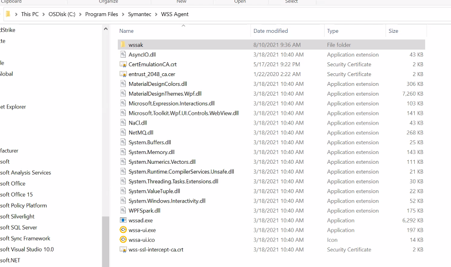 Clipboard Organize New Open Select
> This PC > OSDisk (C:) > Program Files > Symantec > WSS-Agent
Name Date modified Type Size
wssak 8/10/2021 9:36 AM File folder
AsyncIO.dll 3/18/2021 10:40 AM Application extension 43 KB
CertEmulationCA.crt 5/17/2021 9:22 PM Security Certificate 2 KB
entrust_2048_ca.cer 1/22/2020 2:22 AM Security Certificate 2 KB
MaterialDesignColors.dll 3/18/2021 10:40 AM Application extension 306 KB
MaterialDesignThemes.Wpf.dll 3/18/2021 10:40 AM Application extension 7,260 KB
Microsoft.Expression.Interactions.dll 3/18/2021 10:40 AM Application extension 103 KB
Microsoft.Toolkit.Wpf.UI.Controls.WebView.dll 3/18/2021 10:40 AM Application extension 141 KB
NaCl.dll 3/18/2021 10:40 AM Application extension 43 KB
NetMQ.dll 3/18/2021 10:40 AM Application extension 268 KB
System.Buffers.dll 3/18/2021 10:40 AM Application extension 25 KB
System.Memory.dll 3/18/2021 10:40 AM Application extension 143 KB
System.Numerics.Vectors.dll 3/18/2021 10:40 AM Application extension 111 KB
System.Runtime.CompilerServices.Unsafe.dll 3/18/2021 10:40 AM Application extension 21 KB
System.Threading.Tasks.Extensions.dll 3/18/2021 10:40 AM Application extension 30 KB
System.ValueTuple.dll 3/18/2021 10:40 AM Application extension 22 KB
System.Windows.Interactivity.dll 3/18/2021 10:40 AM Application extension 52 KB
WPFSpark.dll 3/18/2021 10:40 AM Application extension 175 KB
wssad.exe 3/18/2021 10:40 AM Application 6,292 KB
wssa-ui.exe 3/18/2021 10:40 AM Application 197 KB
wssa-ui.ico 3/18/2021 10:40 AM Icon 14 KB
wss-ssl-intercept-ca.crt 3/18/2021 10:40 AM Security Certificate 2 KB
dStrike
te
obal
et Explorer
facturer
soft
soft Analysis Services
soft Office
soft Office 15
soft Policy Platform
soft Silverlight
soft SQL Server
soft Sync Framework
soft Visual Studio 10.0
soft.NET